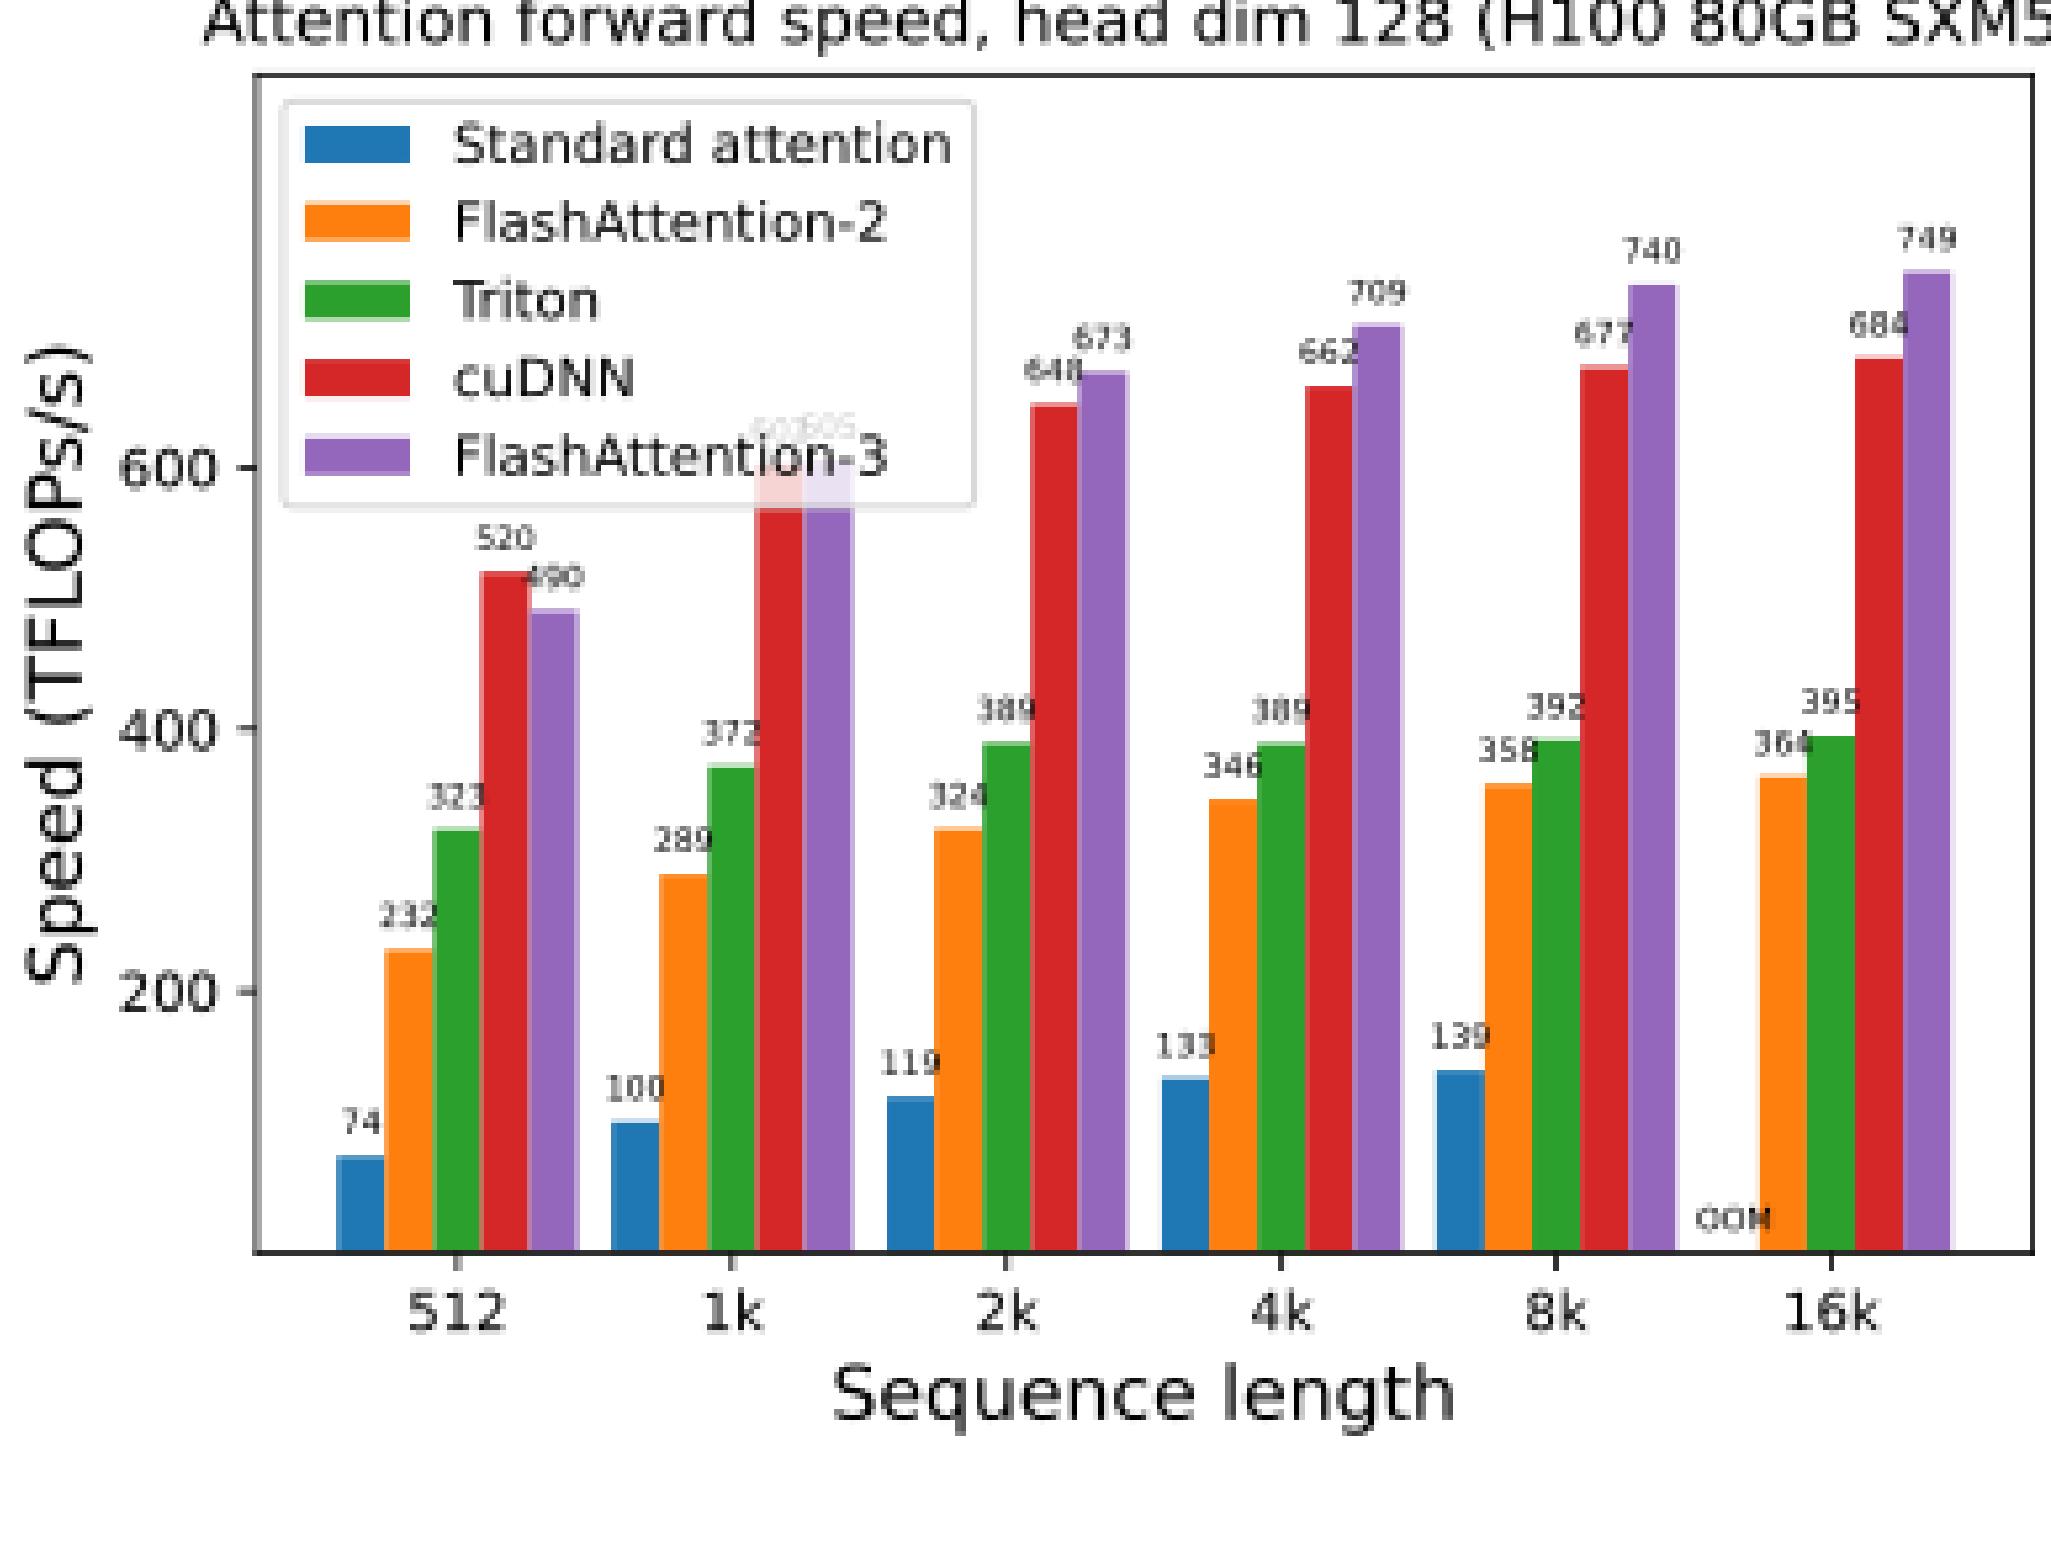 Attention forward speed, head dim 128 (H100 80GB SXM5
Standard attention
FlashAttention-2
Triton
cuDNN
FlashAttention-3
Speed (TFLOPs/s)
600
400
200
74
232
323
520
490
100
289
372
605
119
324
389
648
673
133
346
389
662
709
139
358
392
677
740
OOM
364
395
684
749
512
1k
2k
4k
8k
16k
Sequence length